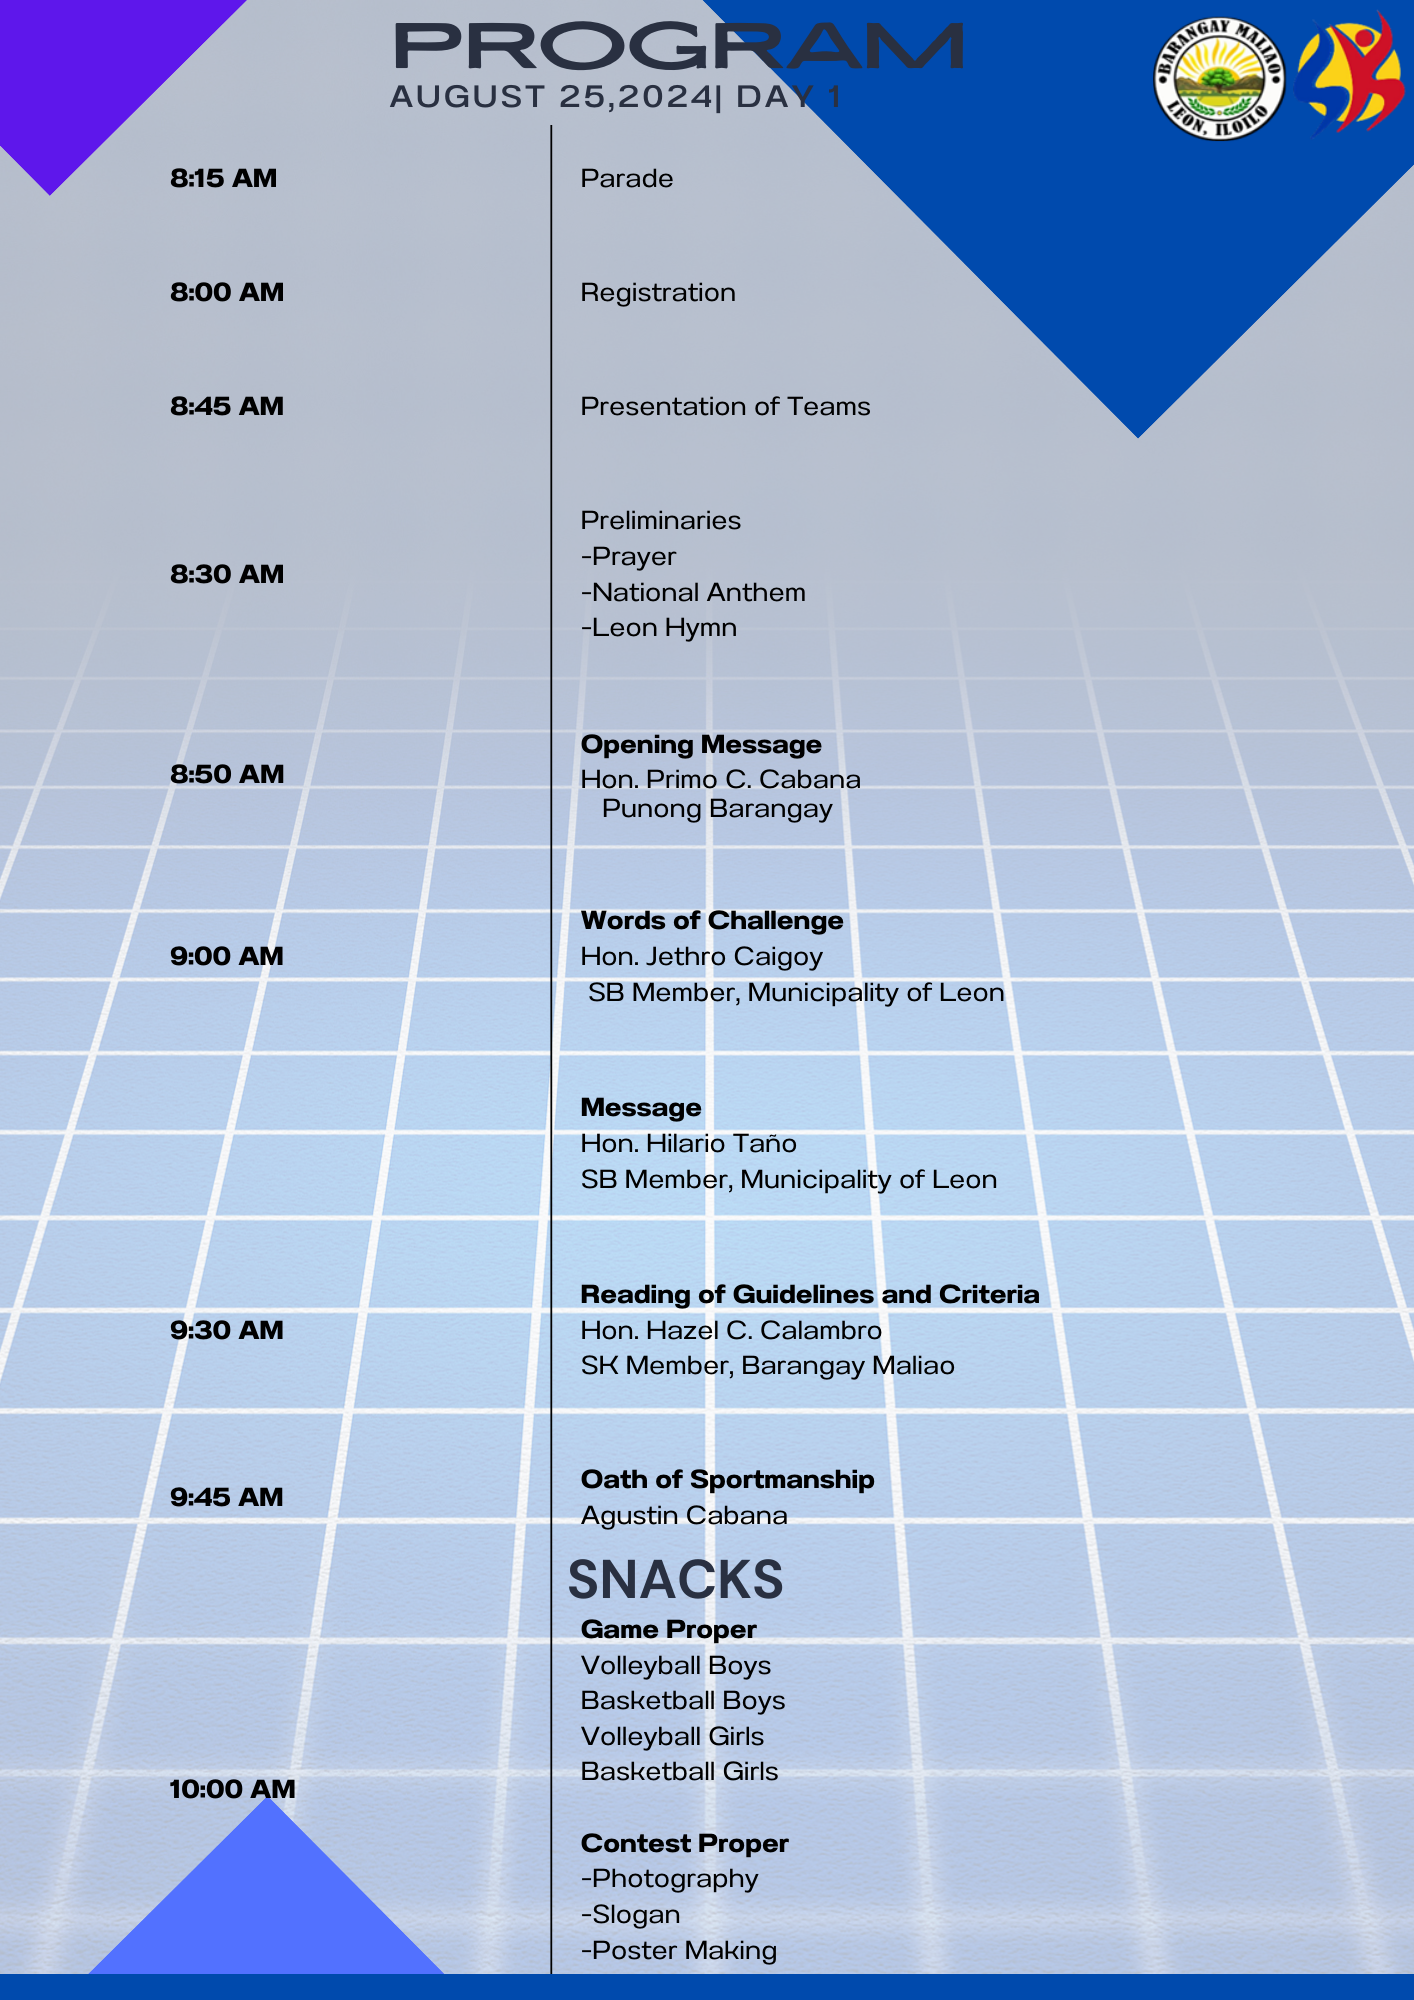 PROGRAM
AUGUST 25,2024| DAY 1
BARANGAY MALIAO
LEON, ILOILO
8:15 AM
Parade
8:00 AM
Registration
8:45 AM
Presentation of Teams
8:30 AM
Preliminaries
-Prayer
-National Anthem
-Leon Hymn
8:50 AM
Opening Message
Hon. Primo C. Cabana
Punong Barangay
9:00 AM
Words of Challenge
Hon. Jethro Caigoy
SB Member, Municipality of Leon
Message
Hon. Hilario Taño
SB Member, Municipality of Leon
9:30 AM
Reading of Guidelines and Criteria
Hon. Hazel C. Calambro
SK Member, Barangay Maliao
9:45 AM
Oath of Sportmanship
Agustin Cabana
SNACKS
10:00 AM
Game Proper
Volleyball Boys
Basketball Boys
Volleyball Girls
Basketball Girls
Contest Proper
-Photography
-Slogan
-Poster Making